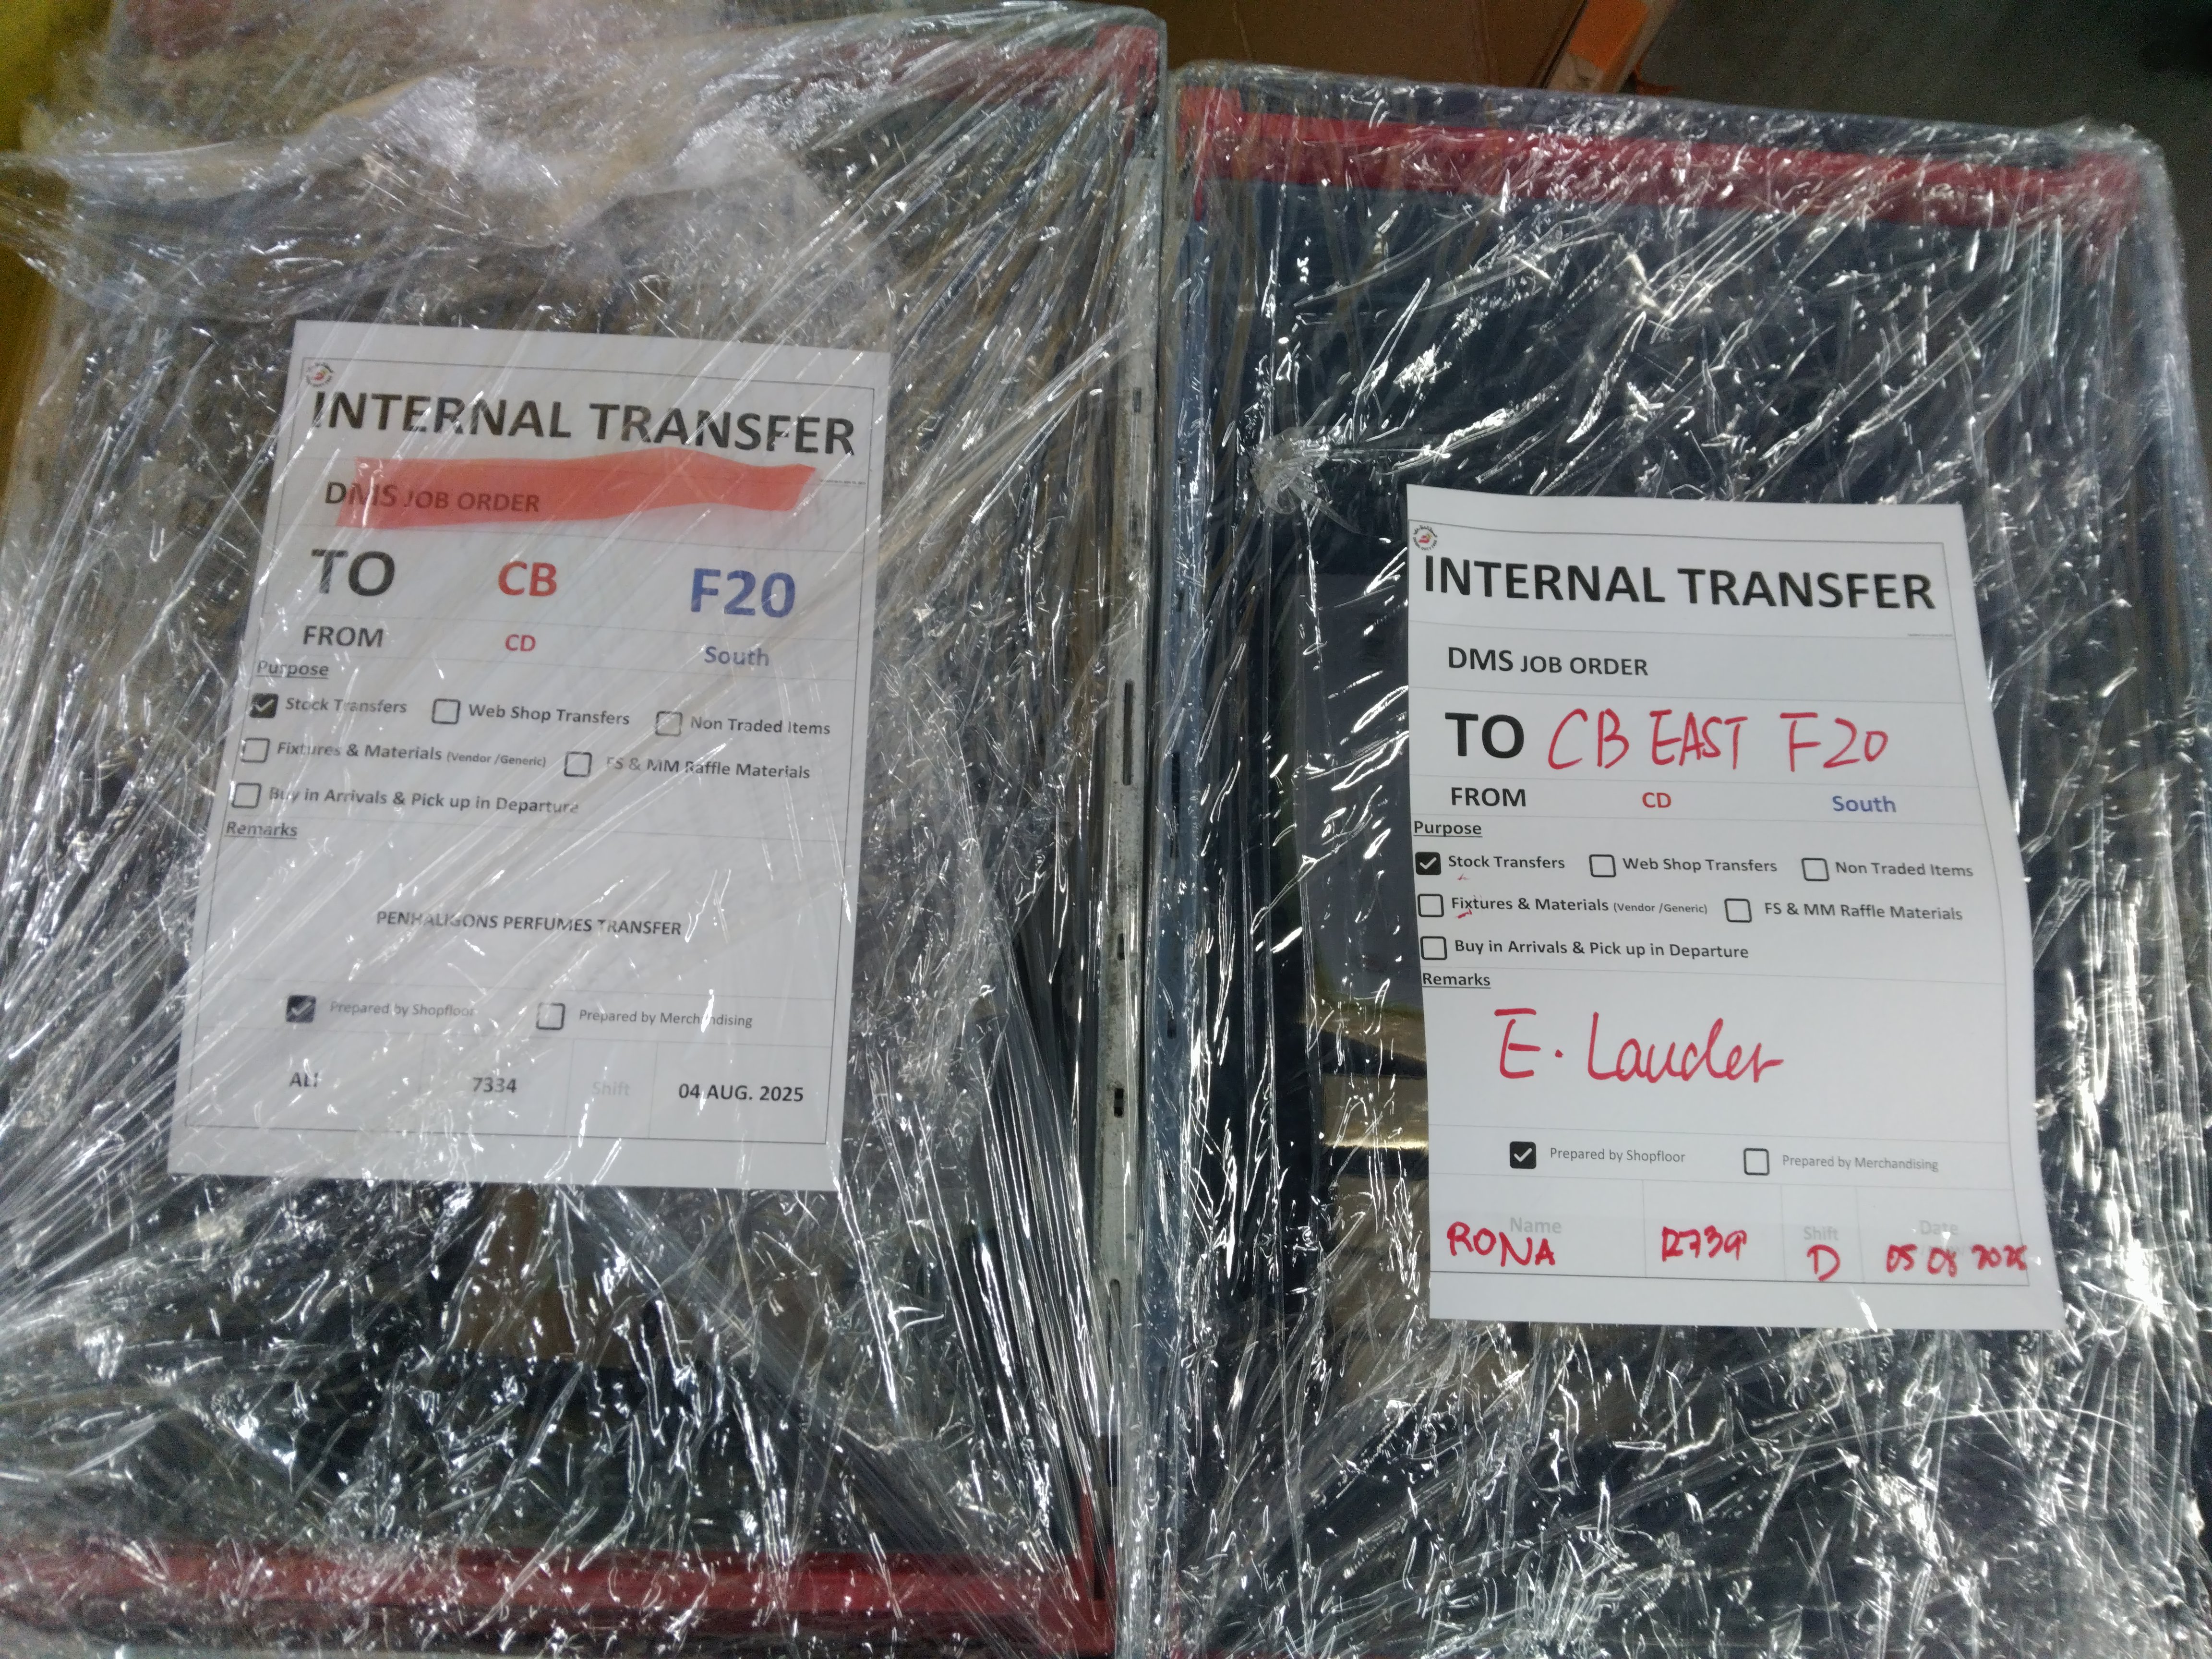 INTERNAL TRANSFER
DMS JOB ORDER
TO CB F20
FROM CD South
Purpose
Stock Transfers Web Shop Transfers Non Traded Items
Fixtures & Materials (Vendor /Generic) FS & MM Raffle Materials
Buy in Arrivals & Pick up in Departure
Remarks
PENHALIGONS PERFUMES TRANSFER
Prepared by Shopfloor Prepared by Merchandising
ALI 7334 Shift 04 AUG. 2025
INTERNAL TRANSFER
DMS JOB ORDER
TO CB EAST F20
FROM CD South
Purpose
Stock Transfers Web Shop Transfers Non Traded Items
Fixtures & Materials (Vendor /Generic) FS & MM Raffle Materials
Buy in Arrivals & Pick up in Departure
Remarks
E. Lauder
Prepared by Shopfloor Prepared by Merchandising
Name Shift Date
RONA D 05 08 2025